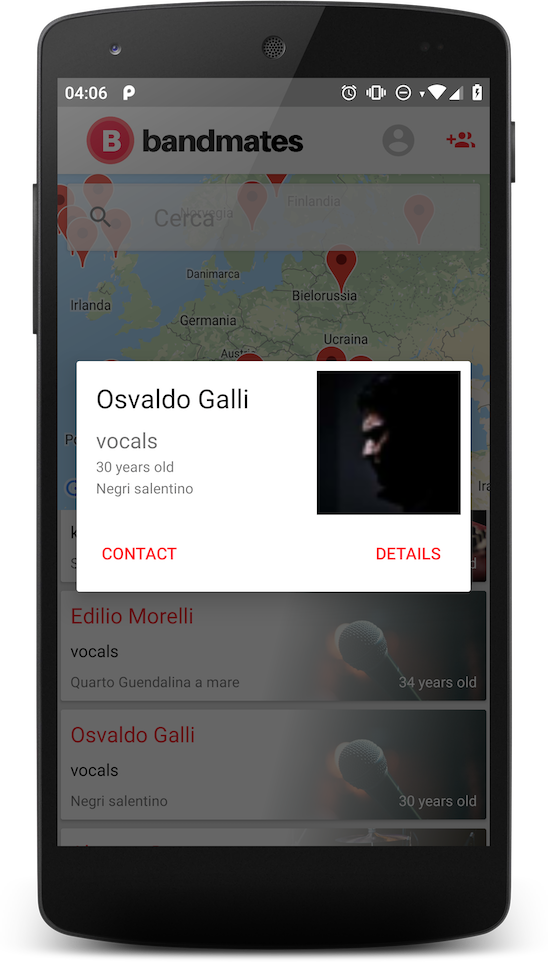 04:06
B bandmates
Finlandia
Norvegia
Cerca
Danimarca
Irlanda
Bielorussia
Germania
Ucraina
Austria
Osvaldo Galli
vocals
30 years old
Negri salentino
CONTACT
DETAILS
Edilio Morelli
vocals
Quarto Guendalina a mare
34 years old
Osvaldo Galli
vocals
Negri salentino
30 years old